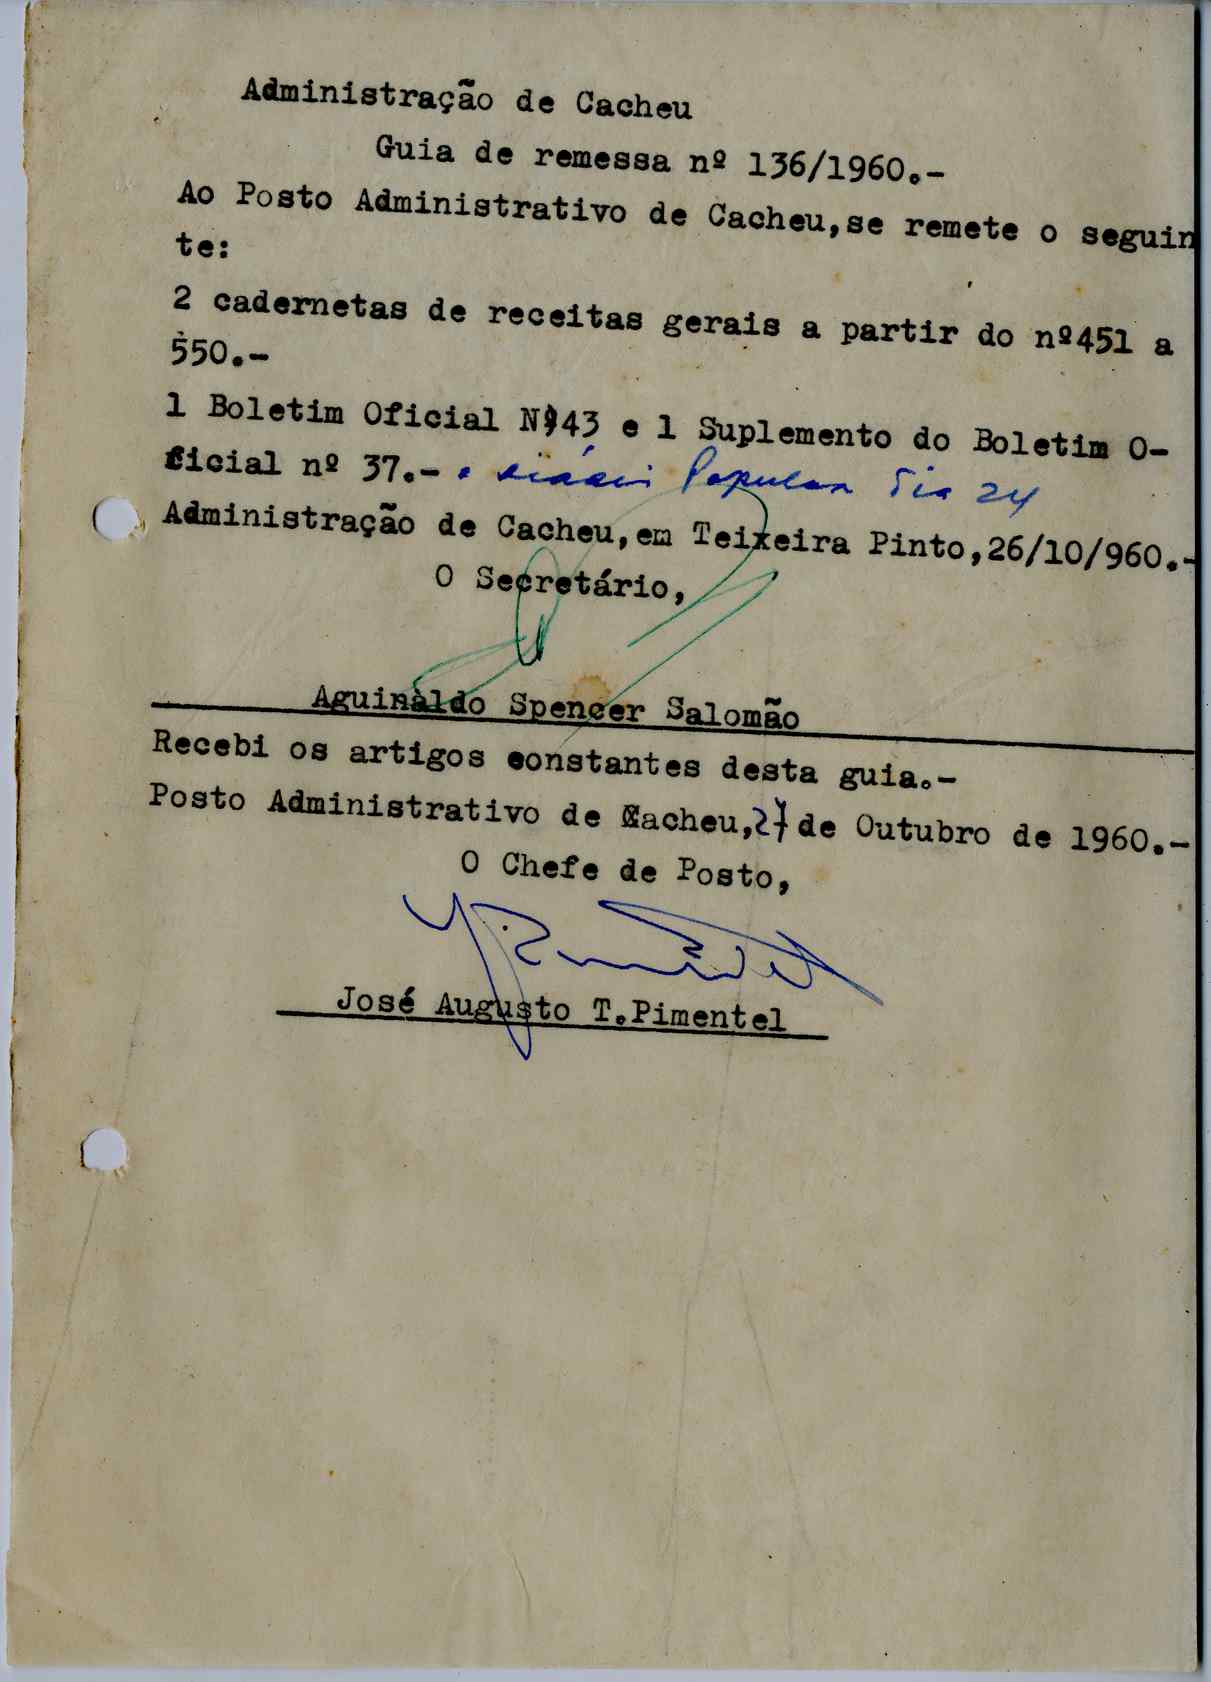 Administração de Cacheu
Guia de remessa nº 136/1960.-
Ao Posto Administrativo de Cacheu,se remete o seguin
te:
2 cadernetas de receitas gerais a partir do nº451 a
550.-
1 Boletim Oficial Nº43 e 1 Suplemento do Boletim O-
ficial nº 37.- e diário Popular dia 24
Administração de Cacheu,em Teixeira Pinto,26/10/960.-
O Secretário,
Aguinaldo Spencer Salomão
Recebi os artigos constantes desta guia.-
Posto Administrativo de Cacheu,27 de Outubro de 1960.-
O Chefe de Posto,
José Augusto T.Pimentel